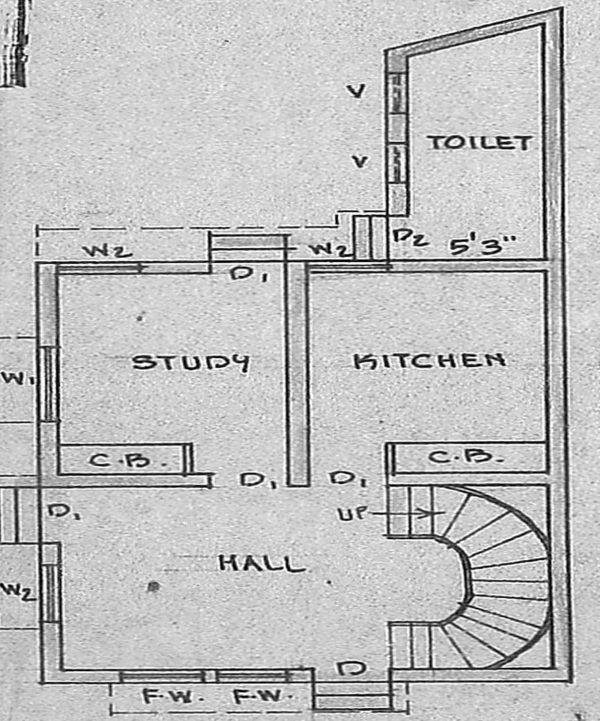 V
TOILET
V
D2 5'3"
W2 D1 W2
W1 STUDY KITCHEN
C.B. C.B.
D1 D1
D1 UP
HALL
W2
D
F.W. F.W.